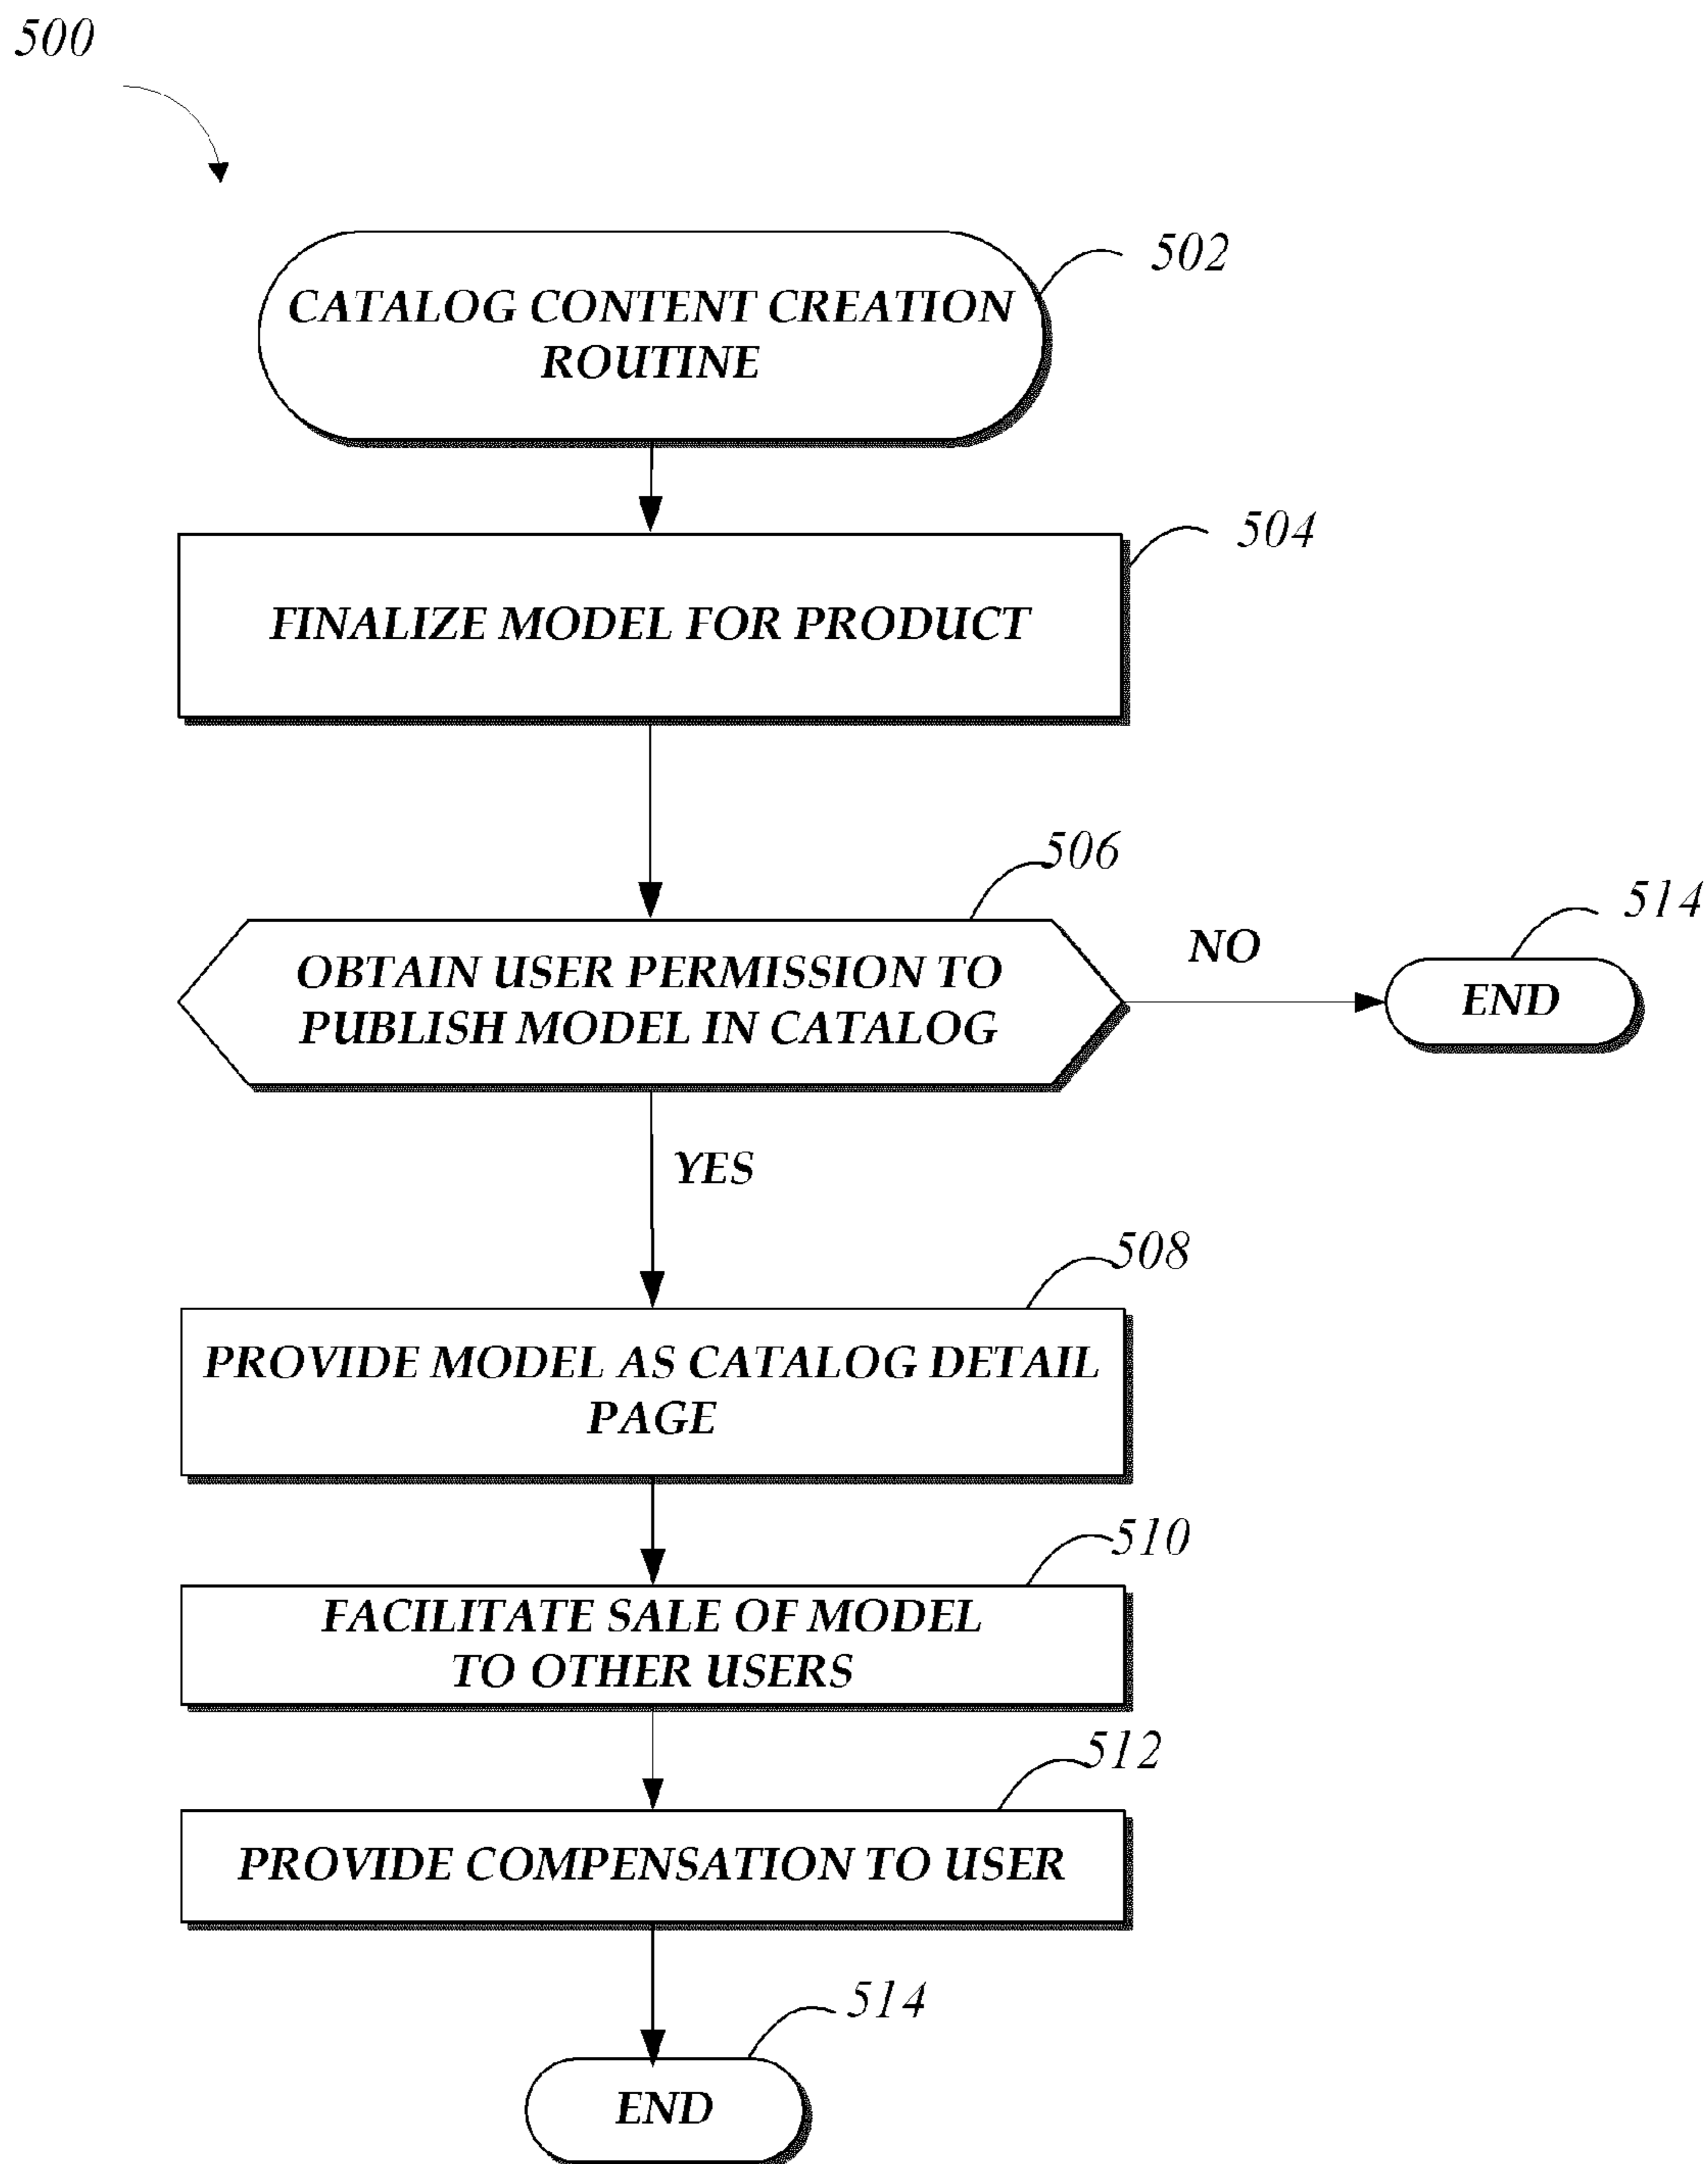 500
502
CATALOG CONTENT CREATION
ROUTINE
504
FINALIZE MODEL FOR PRODUCT
506
OBTAIN USER PERMISSION TO
PUBLISH MODEL IN CATALOG
NO
514
END
YES
508
PROVIDE MODEL AS CATALOG DETAIL
PAGE
510
FACILITATE SALE OF MODEL
TO OTHER USERS
512
PROVIDE COMPENSATION TO USER
514
END